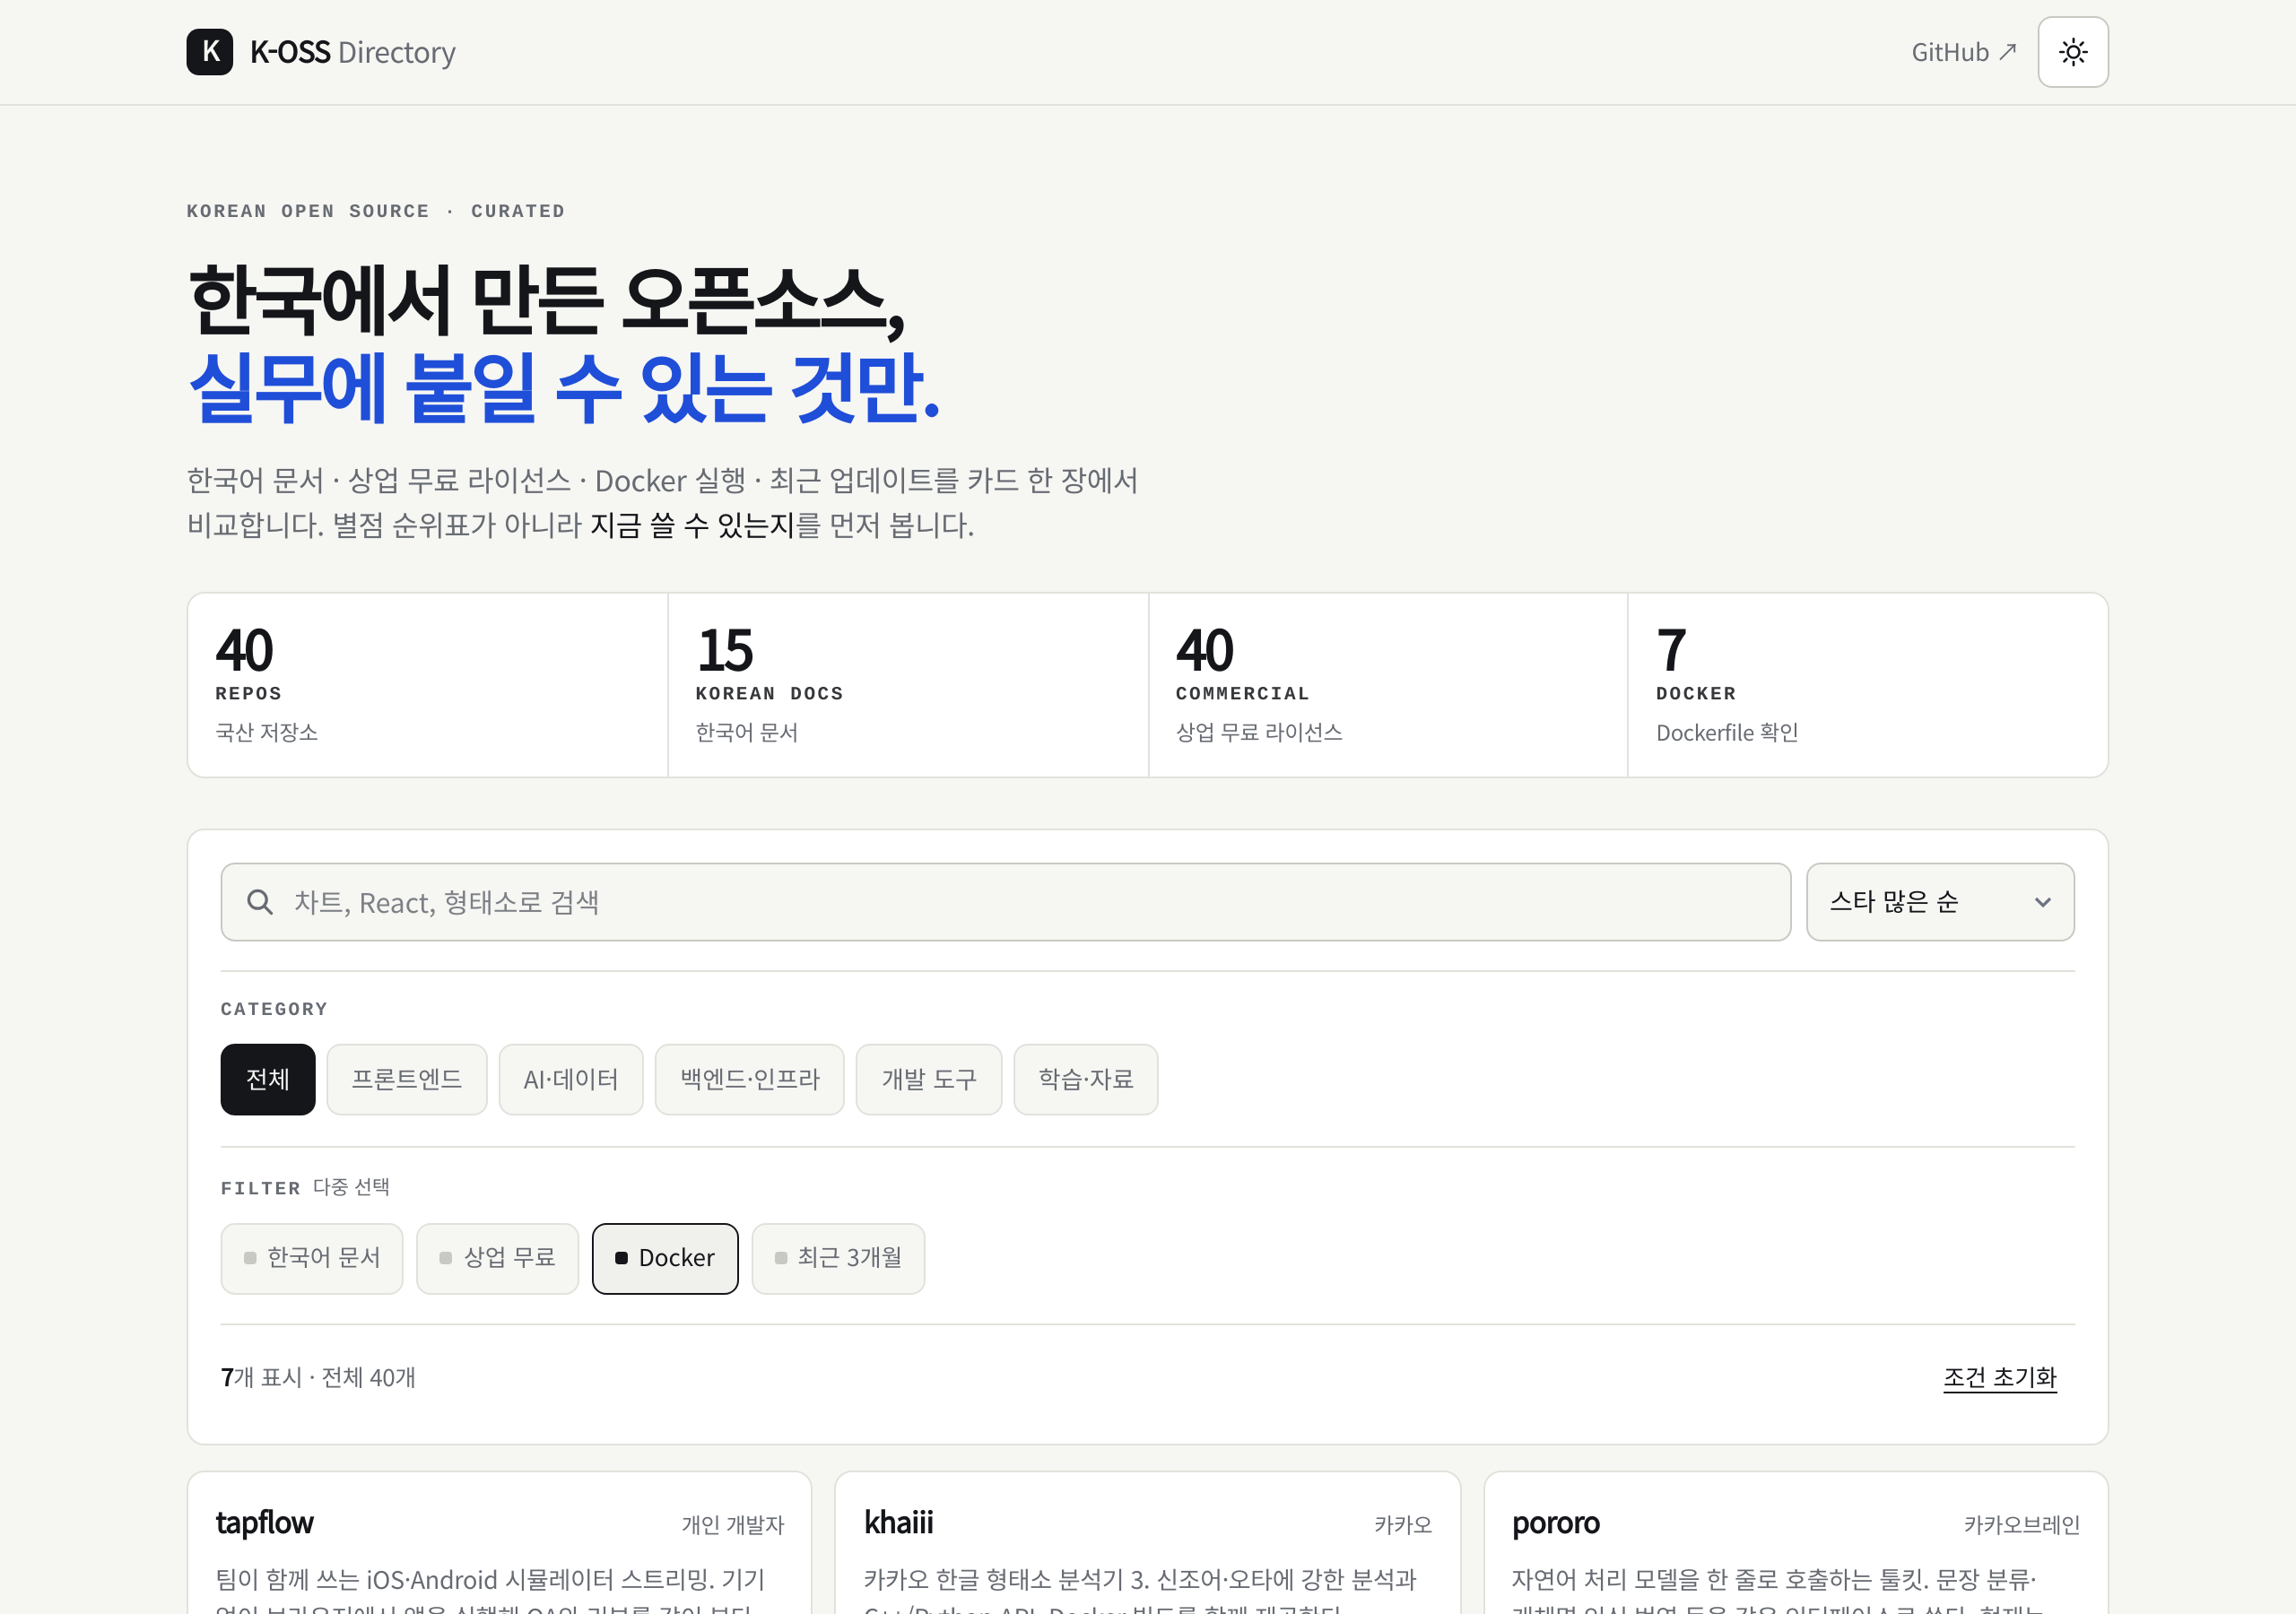 K K-OSS Directory
GitHub ↗
KOREAN OPEN SOURCE · CURATED
한국에서 만든 오픈소스,
실무에 붙일 수 있는 것만.
한국어 문서 · 상업 무료 라이선스 · Docker 실행 · 최근 업데이트를 카드 한 장에서
비교합니다. 별점 순위표가 아니라 지금 쓸 수 있는지를 먼저 봅니다.
40
REPOS
국산 저장소
15
KOREAN DOCS
한국어 문서
40
COMMERCIAL
상업 무료 라이선스
7
DOCKER
Dockerfile 확인
차트, React, 형태소로 검색
스타 많은 순
CATEGORY
전체
프론트엔드
AI·데이터
백엔드·인프라
개발 도구
학습·자료
FILTER 다중 선택
한국어 문서
상업 무료
Docker
최근 3개월
7개 표시 · 전체 40개
조건 초기화
tapflow
개인 개발자
팀이 함께 쓰는 iOS·Android 시뮬레이터 스트리밍. 기기
khaiii
카카오
카카오 한글 형태소 분석기 3. 신조어·오타에 강한 분석과
pororo
카카오브레인
자연어 처리 모델을 한 줄로 호출하는 툴킷. 문장 분류·